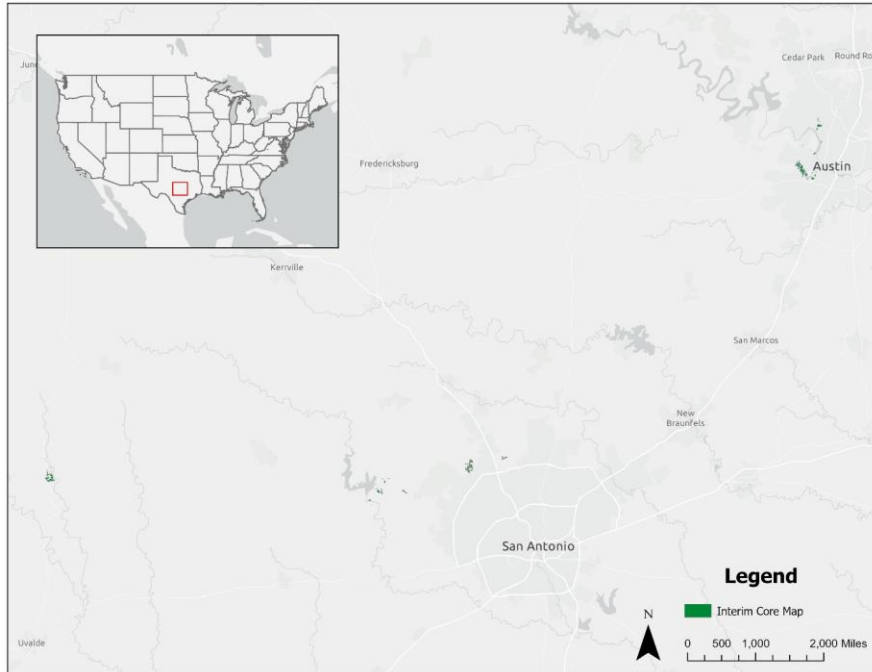 June
Cedar Park
Round Ro
Fredericksburg
Austin
Kerrville
San Marcos
New
Braunfels
San Antonio
Legend
Interim Core Map
N
0 500 1,000 2,000 Miles
Uvalde